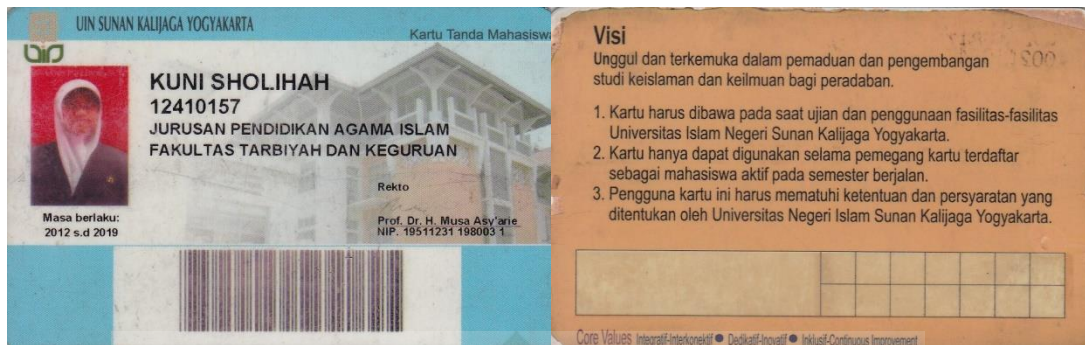 UIN SUNAN KALIJAGA YOGYAKARTA
Kartu Tanda Mahasiswa
uin
KUNI SHOLIHAH
12410157
JURUSAN PENDIDIKAN AGAMA ISLAM
FAKULTAS TARBIYAH DAN KEGURUAN
Rekto
Prof. Dr. H. Musa Asy'arie
NIP. 19511231 198003 1
Masa berlaku:
2012 s.d 2019
Visi
Unggul dan terkemuka dalam pemaduan dan pengembangan
studi keislaman dan keilmuan bagi peradaban.
1. Kartu harus dibawa pada saat ujian dan penggunaan fasilitas-fasilitas
Universitas Islam Negeri Sunan Kalijaga Yogyakarta.
2. Kartu hanya dapat digunakan selama pemegang kartu terdaftar
sebagai mahasiswa aktif pada semester berjalan.
3. Pengguna kartu ini harus mematuhi ketentuan dan persyaratan yang
ditentukan oleh Universitas Negeri Islam Sunan Kalijaga Yogyakarta.
Core Values Integratif-Interkonektif ● Dedikatif-Inovatif ● Inklusif-Continuous Improvement